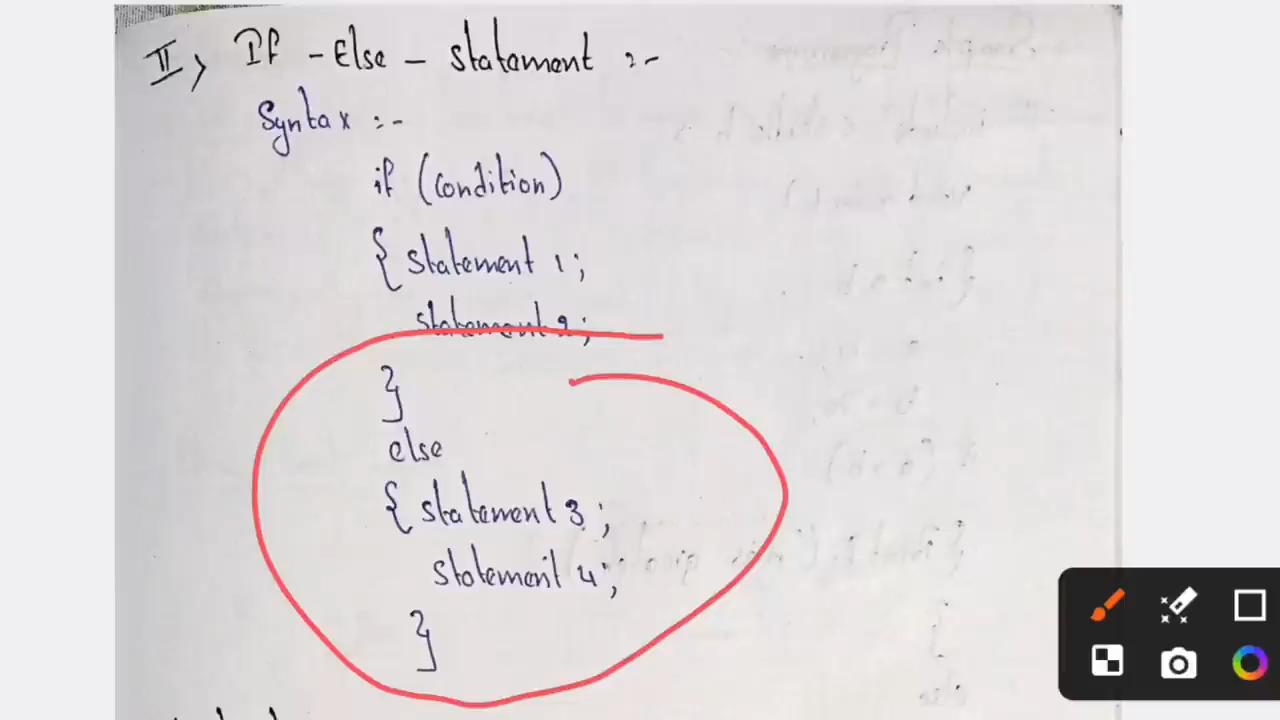 II) If - Else - Statement :-
Syntax :-
if (condition)
{ statement 1;
statement 2;
}
else
{ statement 3;
statement 4;
}